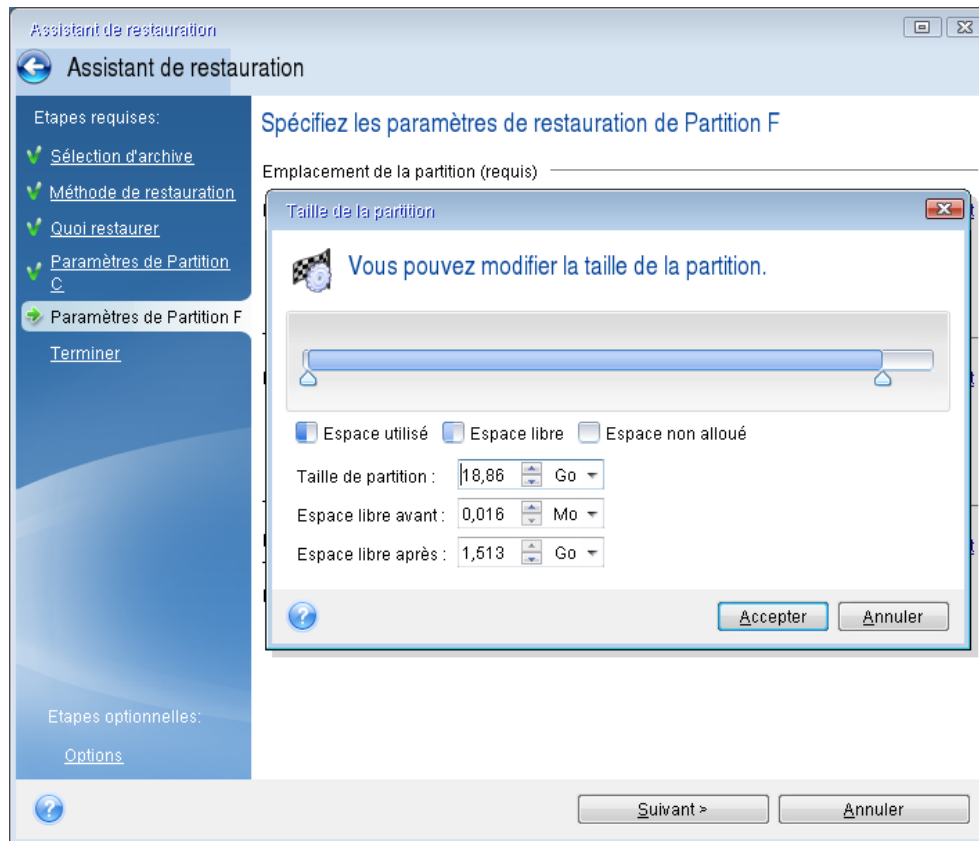 Assistant de restauration
Assistant de restauration
Etapes requises:
Sélection d'archive
Méthode de restauration
Quoi restaurer
Paramètres de Partition
C
Paramètres de Partition F
Terminer
Etapes optionnelles:
Options
Spécifiez les paramètres de restauration de Partition F
Emplacement de la partition (requis)
Taille de la partition
Vous pouvez modifier la taille de la partition.
Espace utilisé Espace libre Espace non alloué
Taille de partition : 18,86 Go
Espace libre avant : 0,016 Mo
Espace libre après : 1,513 Go
Accepter Annuler
Suivant > Annuler